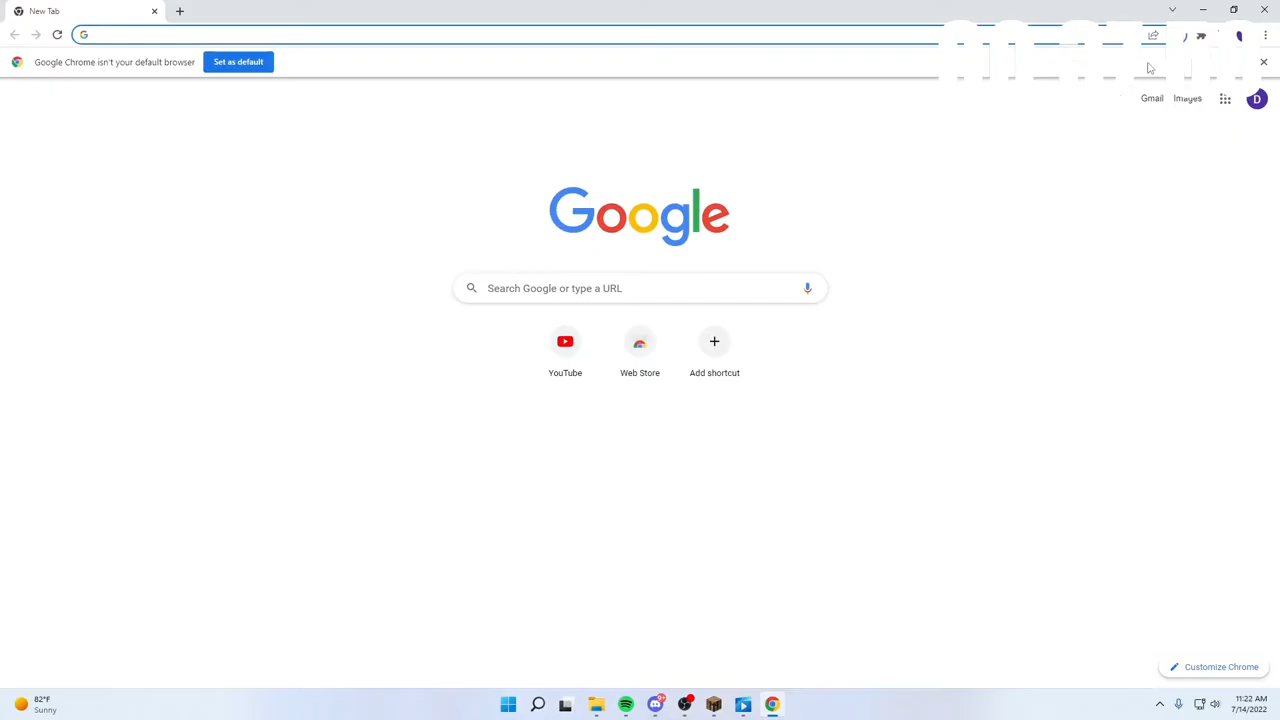 New Tab
Google Chrome isn't your default browser
Set as default
Gmail
Images
D
Google
Search Google or type a URL
YouTube
Web Store
Add shortcut
Customize Chrome
82°F
Sunny
9+
11:22 AM
7/14/2022